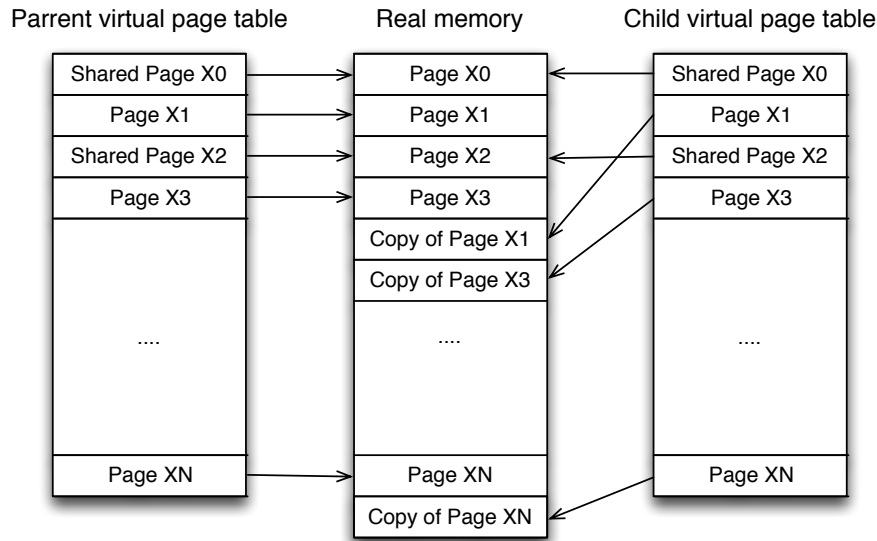 Parrent virtual page table
Real memory
Child virtual page table
Shared Page X0
Page X0
Shared Page X0
Page X1
Page X1
Page X1
Shared Page X2
Page X2
Shared Page X2
Page X3
Page X3
Page X3
Copy of Page X1
Copy of Page X3
....
....
....
Page XN
Page XN
Page XN
Copy of Page XN